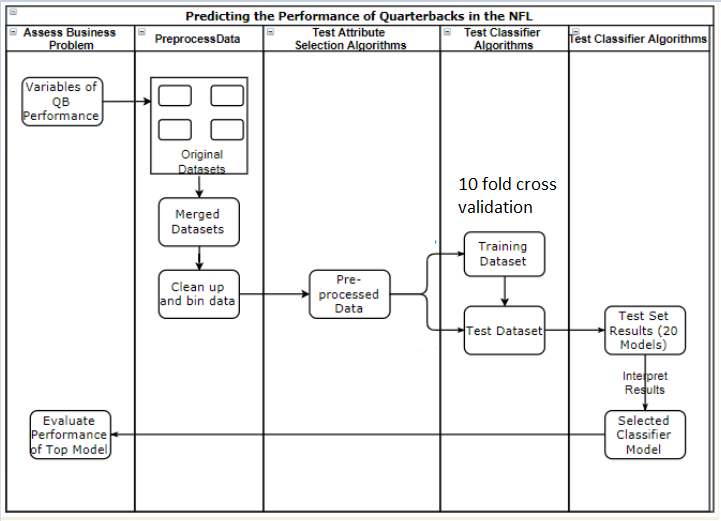 Predicting the Performance of Quarterbacks in the NFL
Assess Business
Problem
PreprocessData
Test Attribute
Selection Algorithms
Test Classifier
Algorithms
Test Classifier Algorithms
Variables of
QB
Performance
Original
Datasets
Merged
Datasets
Clean up
and bin data
Pre-
processed
Data
10 fold cross
validation
Training
Dataset
Test Dataset
Test Set
Results (20
Models)
Interpret
Results
Selected
Classifier
Model
Evaluate
Performance
of Top Model